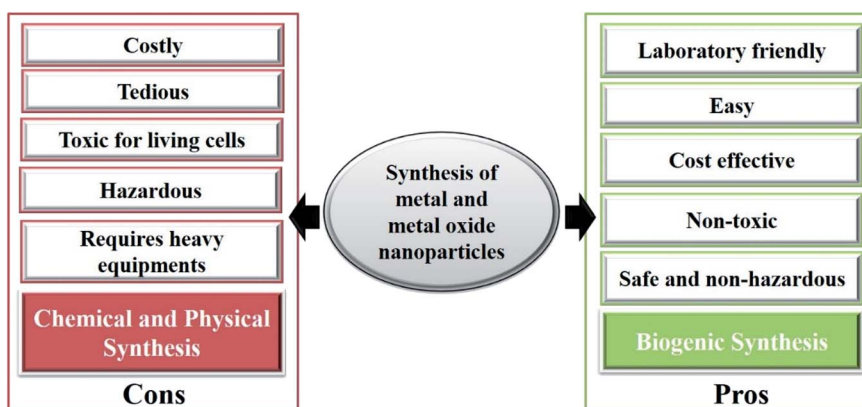 Costly
Tedious
Toxic for living cells
Hazardous
Requires heavy
equipments
Chemical and Physical
Synthesis
Cons
Synthesis of
metal and
metal oxide
nanoparticles
Laboratory friendly
Easy
Cost effective
Non-toxic
Safe and non-hazardous
Biogenic Synthesis
Pros